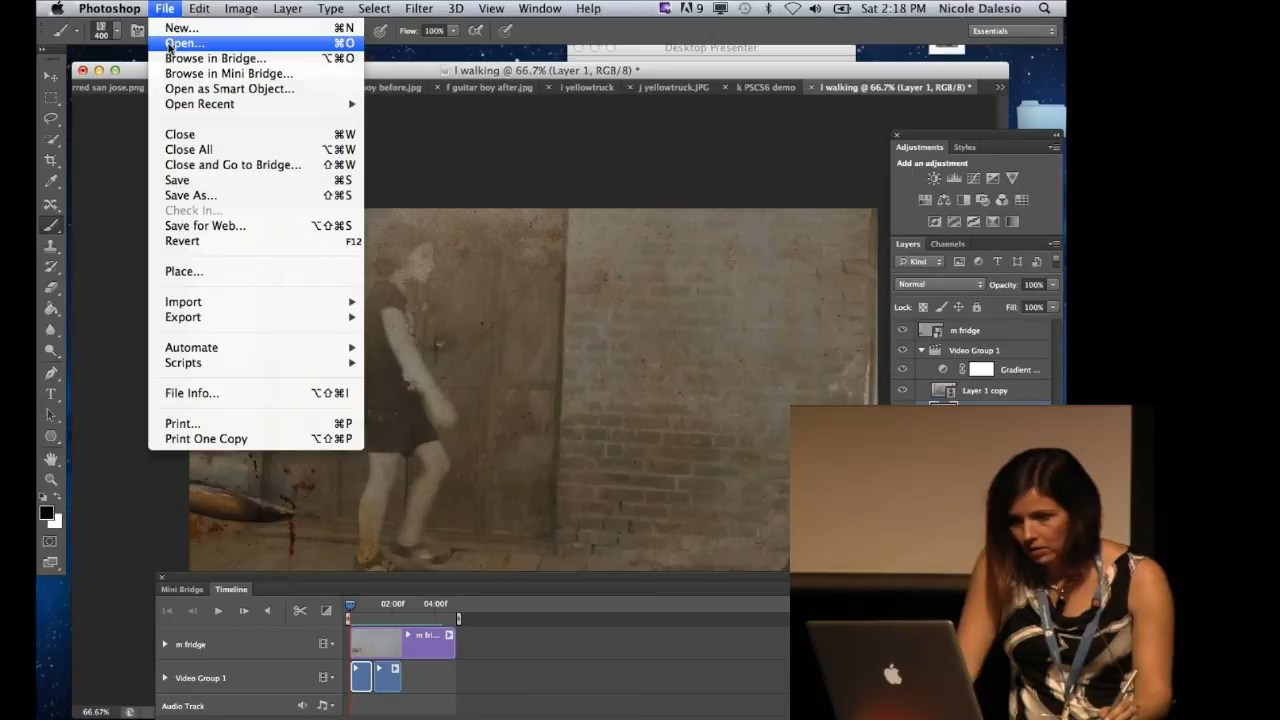 Photoshop File Edit Image Layer Type Select Filter 3D View Window Help 9 Sat 2:18 PM Nicole Dalesio
400 Flow: 100% Essentials
New... ⌘N
Open... ⌘O
Browse in Bridge... ⌥⌘O
Browse in Mini Bridge...
Open as Smart Object...
Open Recent
Close ⌘W
Close All ⌥⌘W
Close and Go to Bridge... ⇧⌘W
Save ⌘S
Save As... ⇧⌘S
Check In...
Save for Web... ⌥⇧⌘S
Revert F12
Place...
Import
Export
Automate
Scripts
File Info... ⌥⇧⌘I
Print... ⌘P
Print One Copy ⌥⇧⌘P
Desktop Presenter
l walking @ 66.7% (Layer 1, RGB/8) *
rred san jose.png boy before.jpg × f guitar boy after.jpg × i yellowtruck × j yellowtruck.JPG × k PSCS6 demo × l walking @ 66.7% (Layer 1, RGB/8) * >>
Adjustments Styles
Add an adjustment
Layers Channels
Kind
Normal Opacity: 100%
Lock: Fill: 100%
m fridge
Video Group 1
Gradient ...
Layer 1 copy
Mini Bridge Timeline
02:00f 04:00f
m fridge m fri...
Video Group 1
Audio Track
66.67%